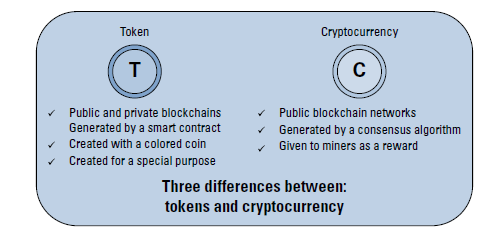 Token
T
✓ Public and private blockchains
Generated by a smart contract
✓ Created with a colored coin
✓ Created for a special purpose
Cryptocurrency
C
✓ Public blockchain networks
✓ Generated by a consensus algorithm
✓ Given to miners as a reward
Three differences between:
tokens and cryptocurrency